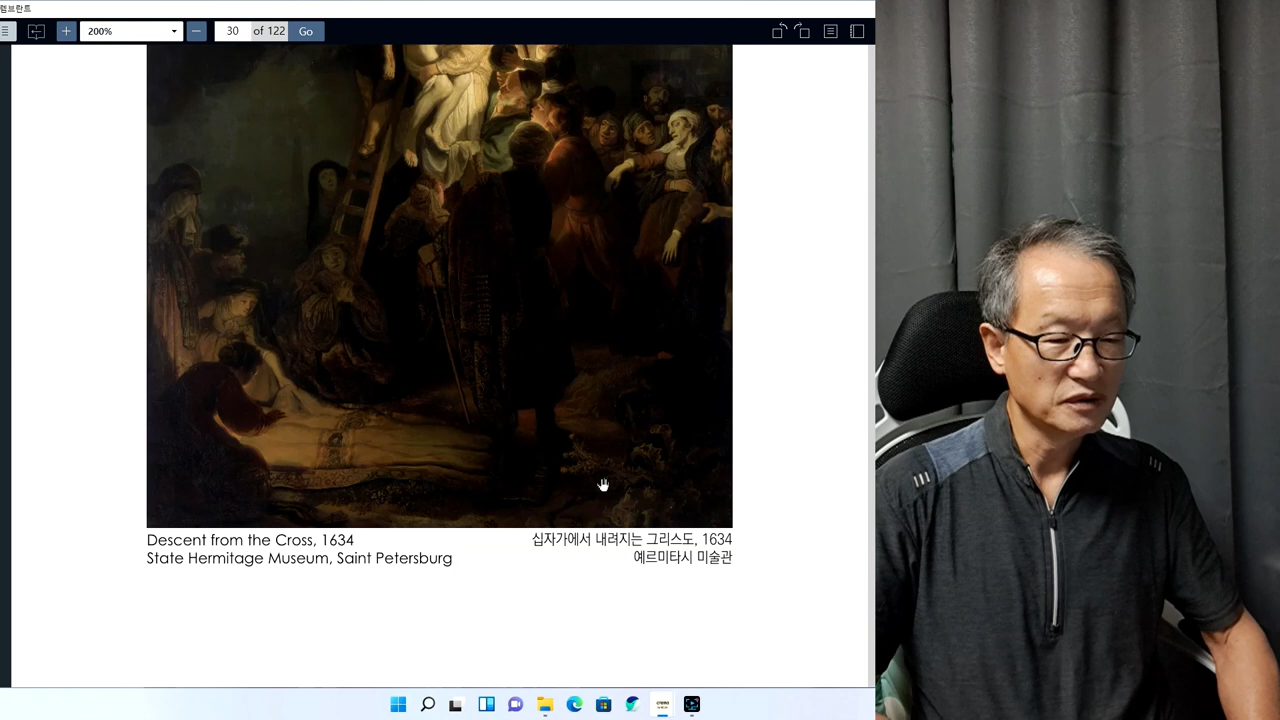 렘브란트
200%
30 of 122 Go
Descent from the Cross, 1634
State Hermitage Museum, Saint Petersburg
십자가에서 내려지는 그리스도, 1634
예르미타시 미술관
crema